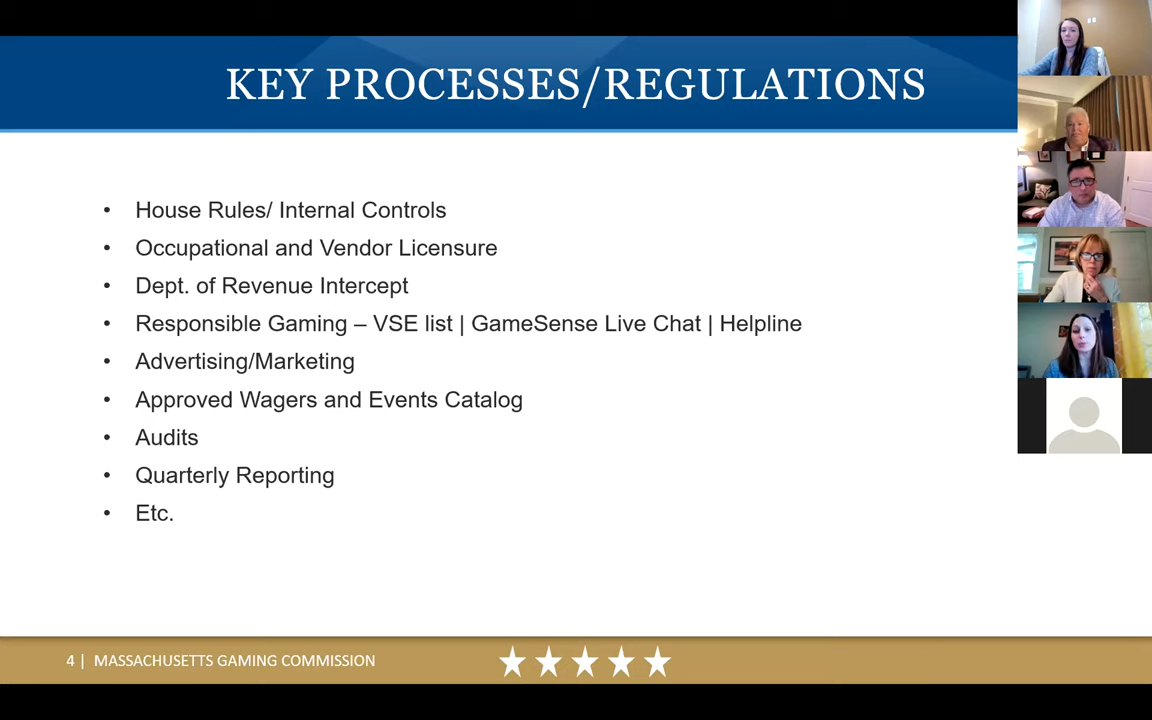 KEY PROCESSES/REGULATIONS
• House Rules/ Internal Controls
• Occupational and Vendor Licensure
• Dept. of Revenue Intercept
• Responsible Gaming – VSE list | GameSense Live Chat | Helpline
• Advertising/Marketing
• Approved Wagers and Events Catalog
• Audits
• Quarterly Reporting
• Etc.
4 | MASSACHUSETTS GAMING COMMISSION